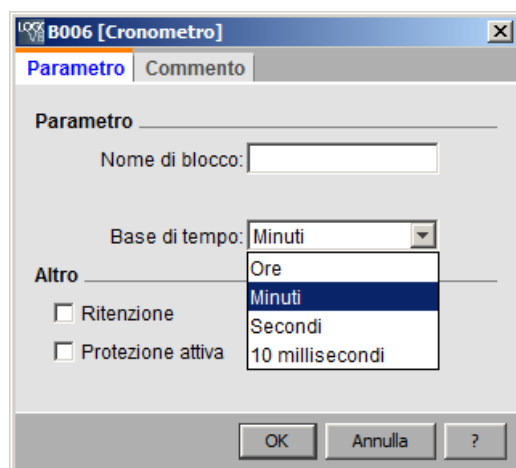 B006 [Cronometro]
Parametro Commento
Parametro
Nome di blocco:
Base di tempo: Minuti
Ore
Altro
Minuti
Ritenzione
Secondi
Protezione attiva
10 millisecondi
OK Annulla ?